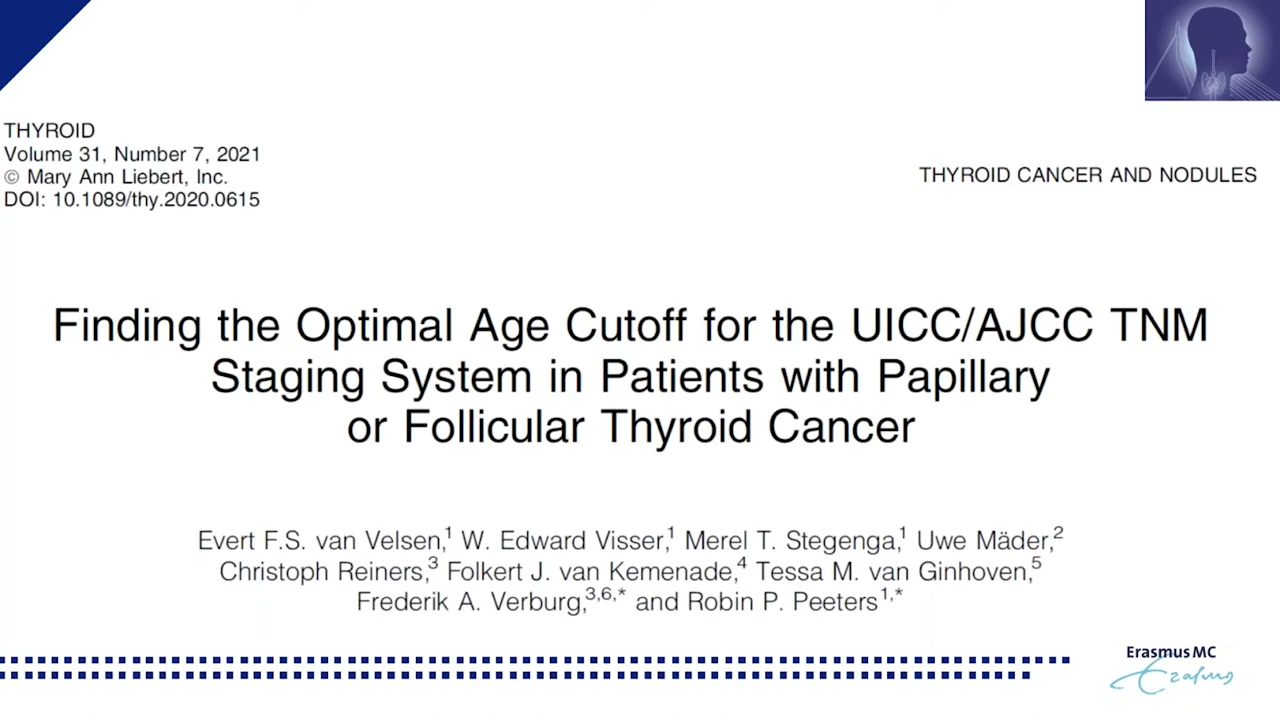 THYROID
Volume 31, Number 7, 2021
© Mary Ann Liebert, Inc.
DOI: 10.1089/thy.2020.0615
THYROID CANCER AND NODULES
Finding the Optimal Age Cutoff for the UICC/AJCC TNM
Staging System in Patients with Papillary
or Follicular Thyroid Cancer
Evert F.S. van Velsen,1 W. Edward Visser,1 Merel T. Stegenga,1 Uwe Mäder,2
Christoph Reiners,3 Folkert J. van Kemenade,4 Tessa M. van Ginhoven,5
Frederik A. Verburg,3,6,* and Robin P. Peeters1,*
Erasmus MC
Erasmus